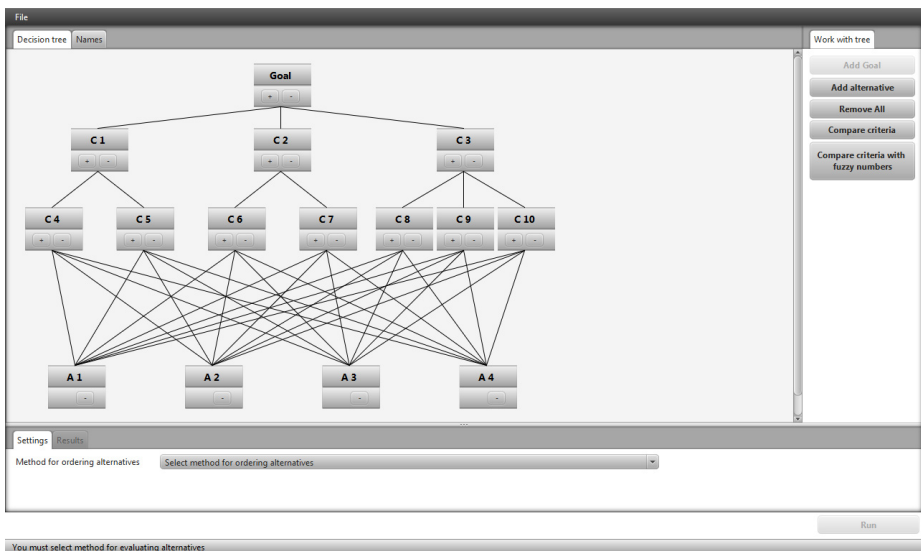 File
Decision tree Names
Work with tree
Goal
+ -
Add Goal
Add alternative
Remove All
Compare criteria
Compare criteria with
fuzzy numbers
C 1 C 2 C 3
+ - + - + -
C 4 C 5 C 6 C 7 C 8 C 9 C 10
+ - + - + - + - + - + - + -
A 1 A 2 A 3 A 4
- - - -
Settings Results
Method for ordering alternatives Select method for ordering alternatives
Run
You must select method for evaluating alternatives